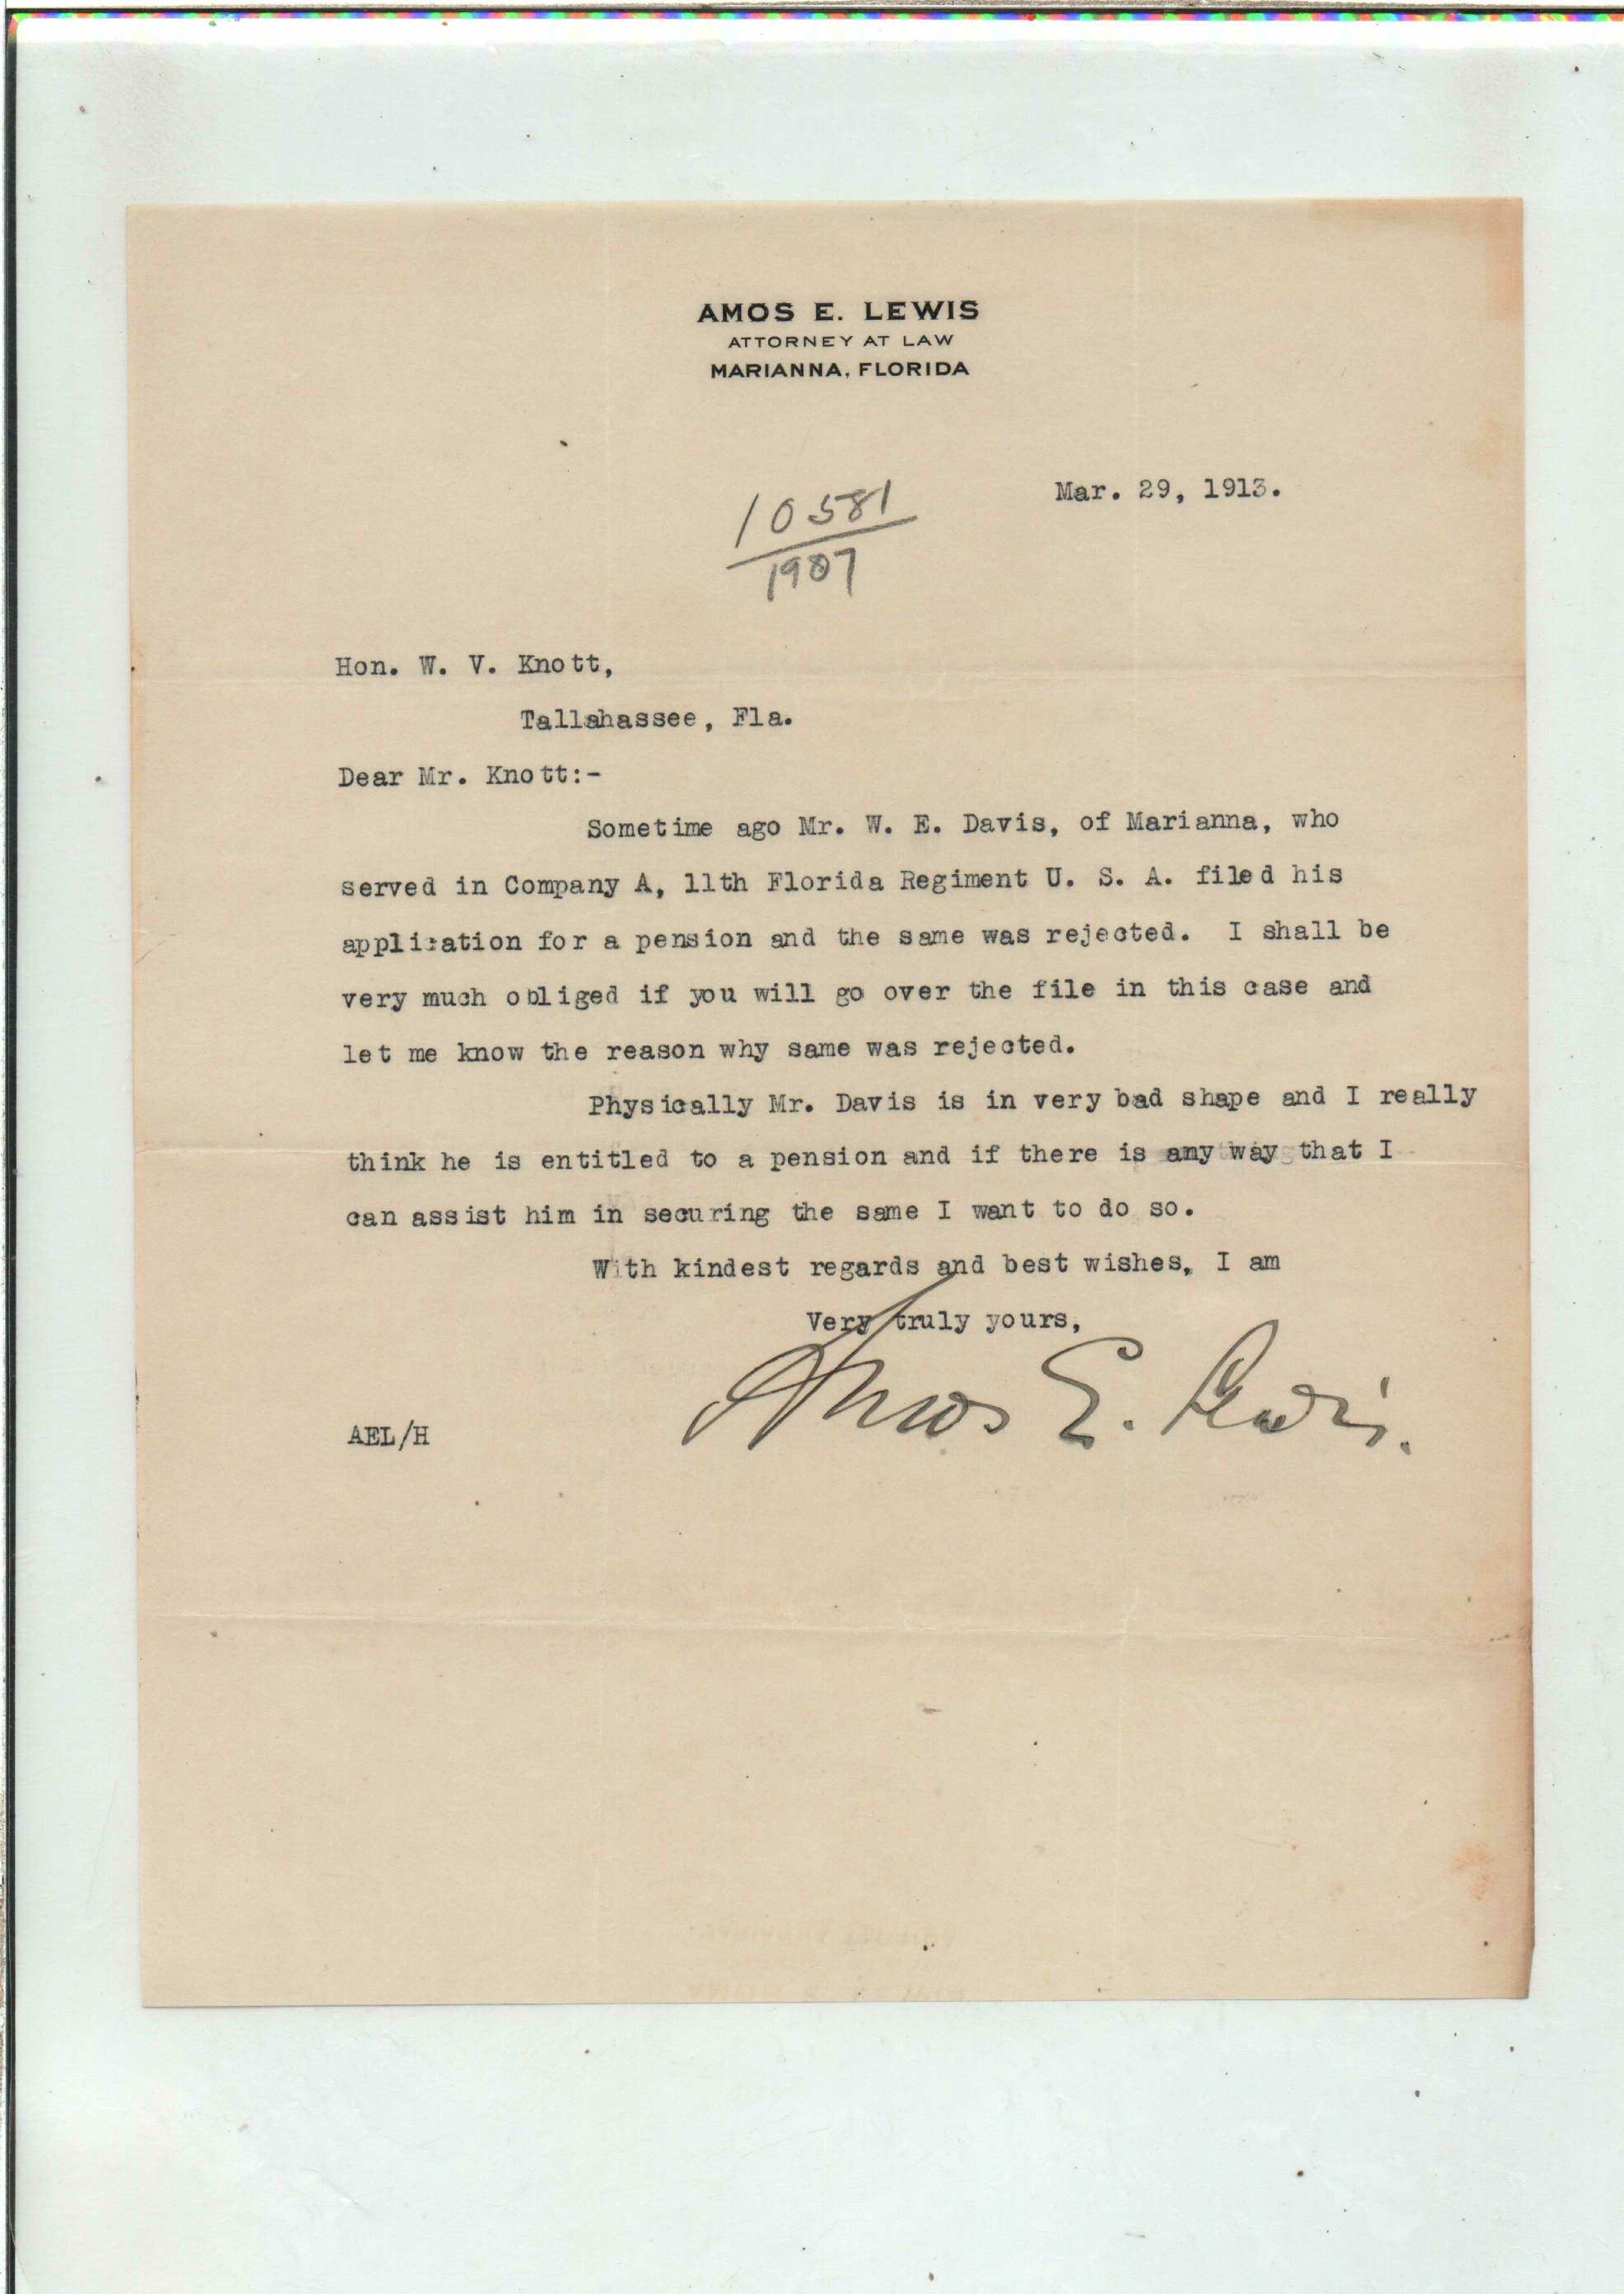 AMOS E. LEWIS
ATTORNEY AT LAW
MARIANNA, FLORIDA
Mar. 29, 1913.
10581
1907
Hon. W. V. Knott,
Tallahassee, Fla.
Dear Mr. Knott:-
Sometime ago Mr. W. E. Davis, of Marianna, who
served in Company A, 11th Florida Regiment U. S. A. filed his
application for a pension and the same was rejected. I shall be
very much obliged if you will go over the file in this case and
let me know the reason why same was rejected.
Physically Mr. Davis is in very bad shape and I really
think he is entitled to a pension and if there is any way that I
can assist him in securing the same I want to do so.
With kindest regards and best wishes, I am
Very truly yours,
Amos E. Lewis.
AEL/H